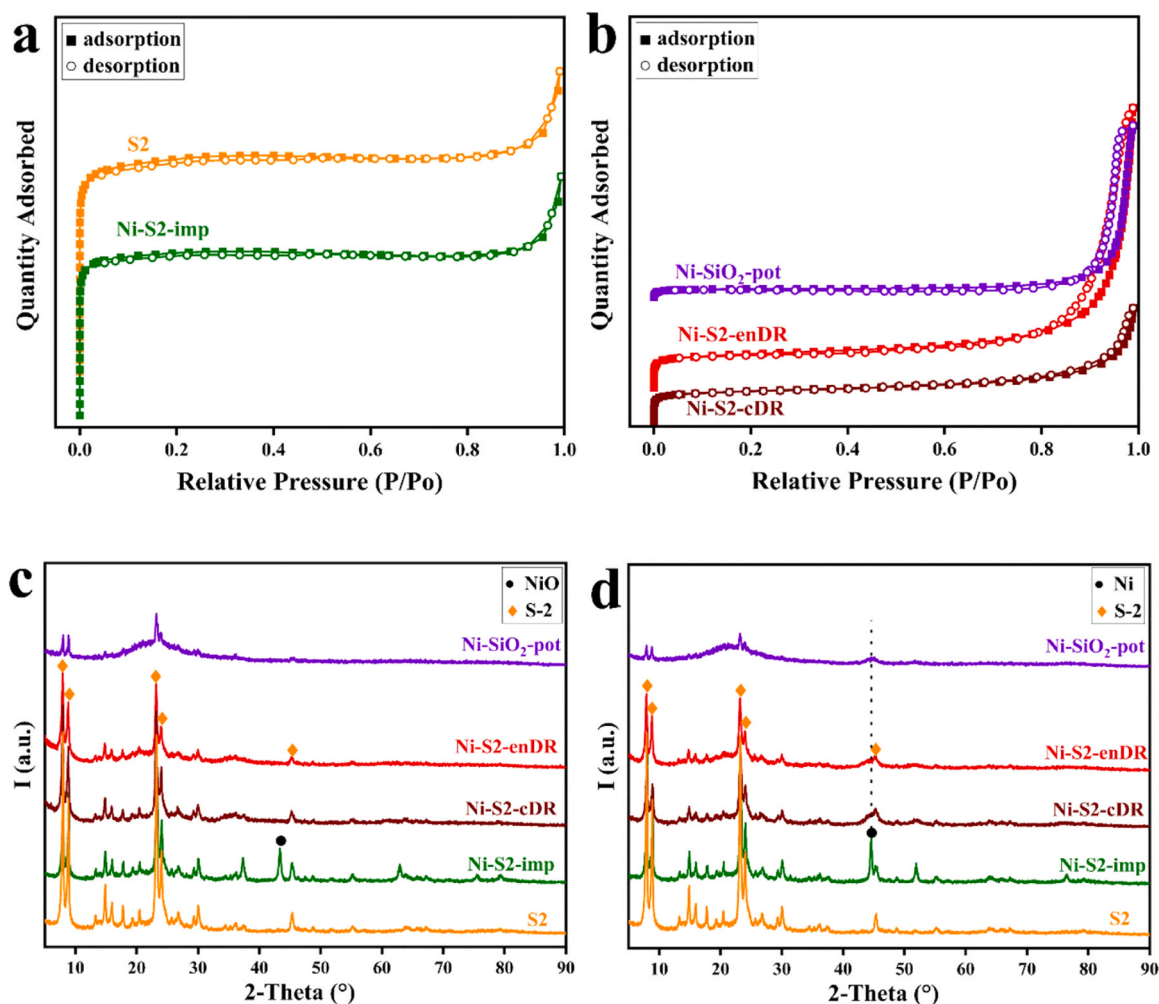 a
adsorption
desorption
S2
Ni-S2-imp
Quantity Adsorbed
0.0 0.2 0.4 0.6 0.8 1.0
Relative Pressure (P/Po)
b
adsorption
desorption
Ni-SiO₂-pot
Ni-S2-enDR
Ni-S2-cDR
Quantity Adsorbed
0.0 0.2 0.4 0.6 0.8 1.0
Relative Pressure (P/Po)
c
NiO
S-2
Ni-SiO₂-pot
Ni-S2-enDR
Ni-S2-cDR
Ni-S2-imp
S2
I (a.u.)
10 20 30 40 50 60 70 80 90
2-Theta (°)
d
Ni
S-2
Ni-SiO₂-pot
Ni-S2-enDR
Ni-S2-cDR
Ni-S2-imp
S2
I (a.u.)
10 20 30 40 50 60 70 80 90
2-Theta (°)